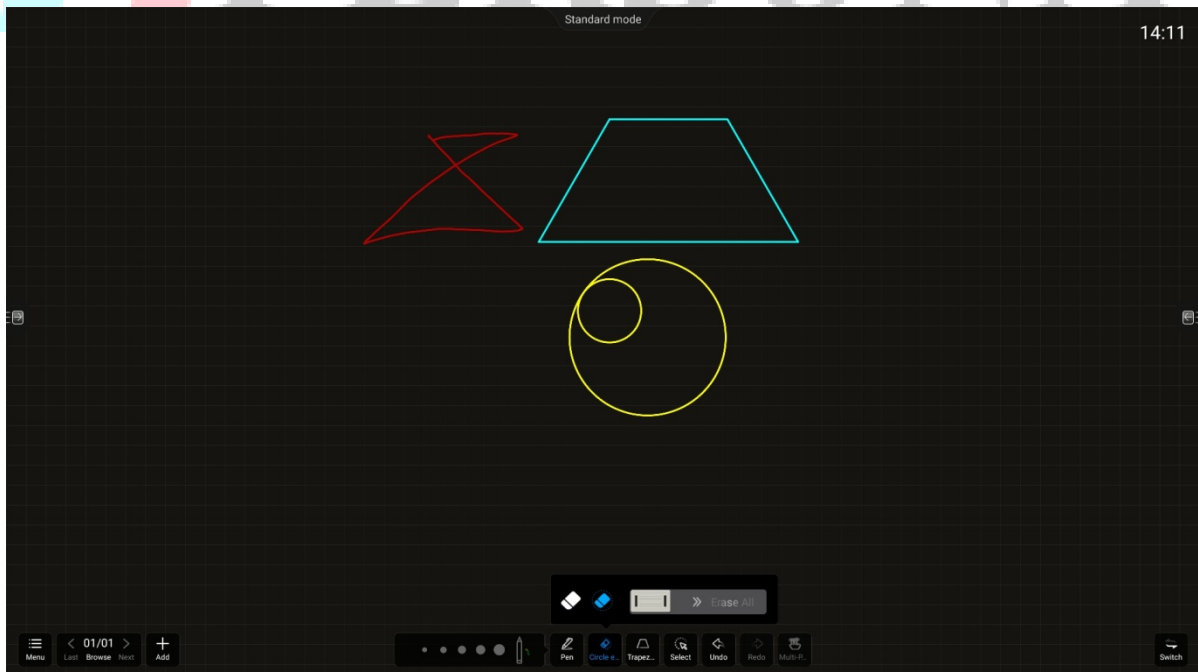 Standard mode
14:11
Erase All
Menu
01/01
Last Browse Next
Add
Pen
Circle e..
Trapez...
Select
Undo
Redo
Multi-P..
Switch